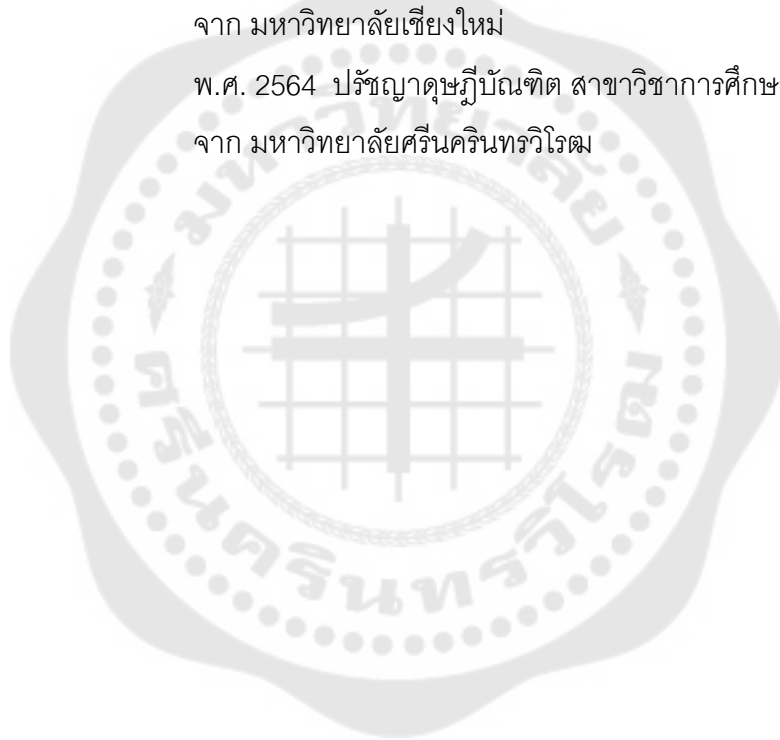 จาก มหาวิทยาลัยเชียงใหม่
พ.ศ. 2564 ปรัชญาดุษฎีบัณฑิต สาขาวิชาการศึกษ
จาก มหาวิทยาลัยศรีนครินทรวิโรฒ
มหาวิทยาลัย
ศรีนครินทรวิโรฒ